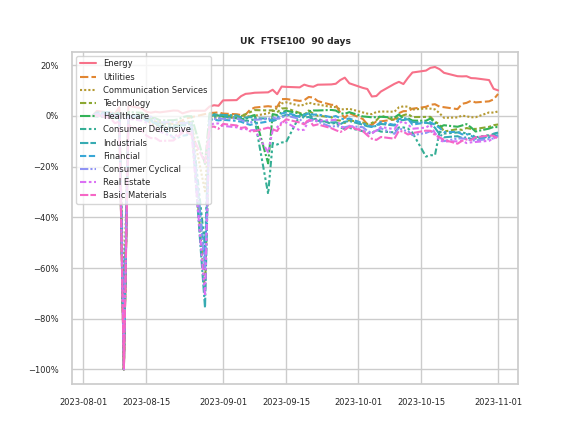 UK FTSE100 90 days
20%
0%
−20%
−40%
−60%
−80%
−100%
Energy
Utilities
Communication Services
Technology
Healthcare
Consumer Defensive
Industrials
Financial
Consumer Cyclical
Real Estate
Basic Materials
2023-08-01
2023-08-15
2023-09-01
2023-09-15
2023-10-01
2023-10-15
2023-11-01